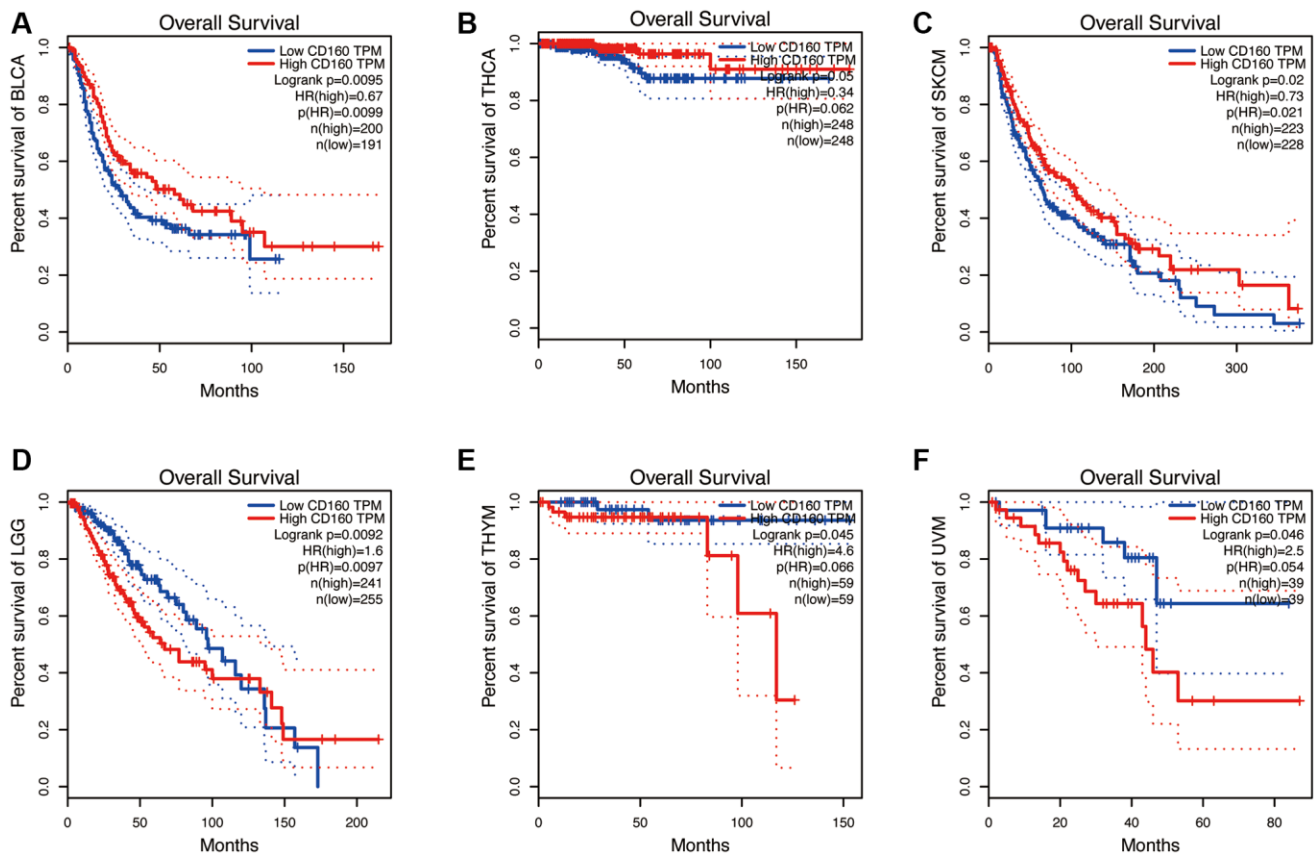 A
Overall Survival
Percent survival of BLCA
Low CD160 TPM
High CD160 TPM
Logrank p=0.0095
HR(high)=0.67
p(HR)=0.0099
n(high)=200
n(low)=191
1.0
0.8
0.6
0.4
0.2
0.0
0 50 100 150
Months
B
Overall Survival
Percent survival of THCA
Low CD160 TPM
High CD160 TPM
Logrank p=0.05
HR(high)=0.34
p(HR)=0.062
n(high)=248
n(low)=248
1.0
0.8
0.6
0.4
0.2
0.0
0 50 100 150
Months
C
Overall Survival
Percent survival of SKCM
Low CD160 TPM
High CD160 TPM
Logrank p=0.02
HR(high)=0.73
p(HR)=0.021
n(high)=223
n(low)=228
1.0
0.8
0.6
0.4
0.2
0.0
0 100 200 300
Months
D
Overall Survival
Percent survival of LGG
Low CD160 TPM
High CD160 TPM
Logrank p=0.0092
HR(high)=1.6
p(HR)=0.0097
n(high)=241
n(low)=255
1.0
0.8
0.6
0.4
0.2
0.0
0 50 100 150 200
Months
E
Overall Survival
Percent survival of THYM
Low CD160 TPM
High CD160 TPM
Logrank p=0.045
HR(high)=4.6
p(HR)=0.066
n(high)=59
n(low)=59
1.0
0.8
0.6
0.4
0.2
0.0
0 50 100 150
Months
F
Overall Survival
Percent survival of UVM
Low CD160 TPM
High CD160 TPM
Logrank p=0.046
HR(high)=2.5
p(HR)=0.054
n(high)=39
n(low)=39
1.0
0.8
0.6
0.4
0.2
0.0
0 20 40 60 80
Months